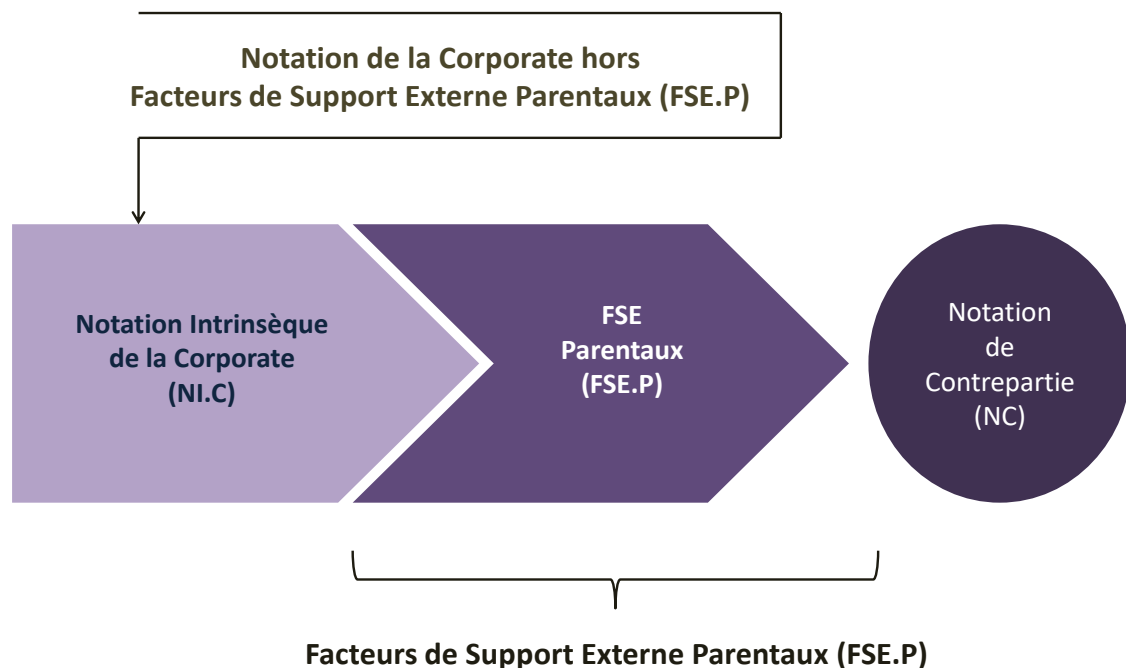 Notation de la Corporate hors
Facteurs de Support Externe Parentaux (FSE.P)
Notation Intrinsèque
de la Corporate
(NI.C)
FSE
Parentaux
(FSE.P)
Notation
de
Contrepartie
(NC)
Facteurs de Support Externe Parentaux (FSE.P)